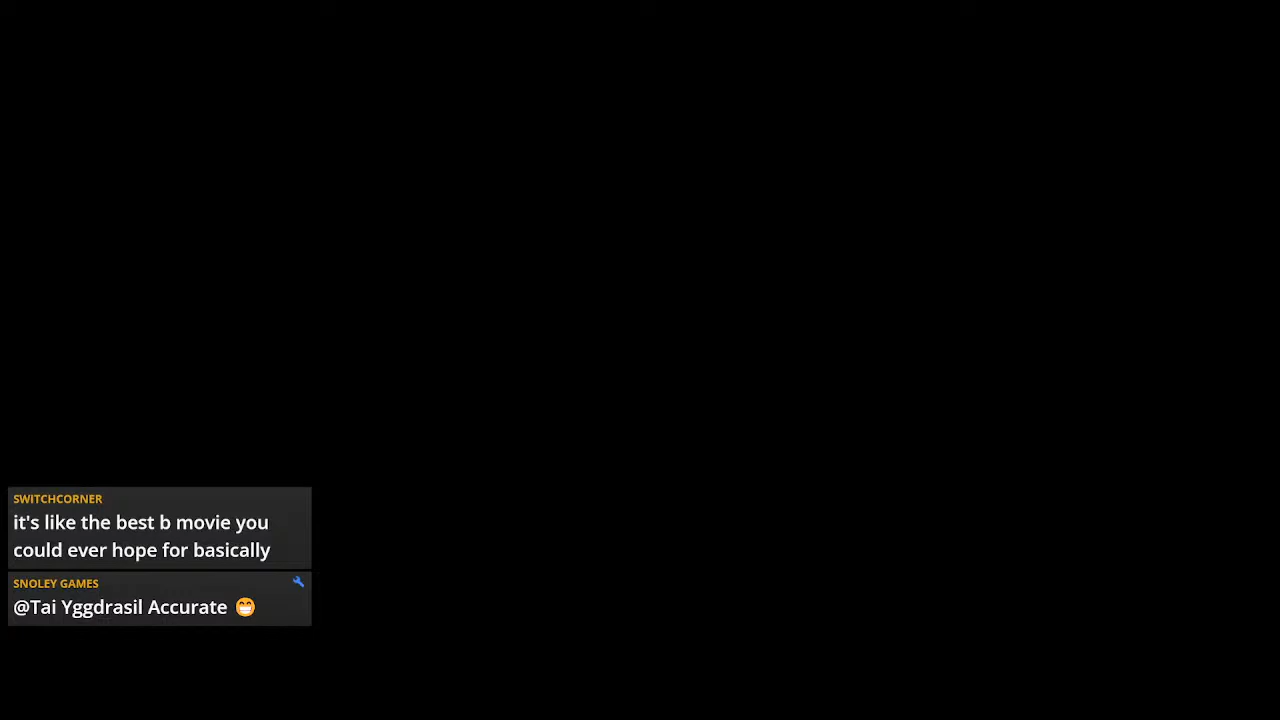 SWITCHCORNER
it's like the best b movie you
could ever hope for basically
SNOLEY GAMES
@Tai Yggdrasil Accurate 😁